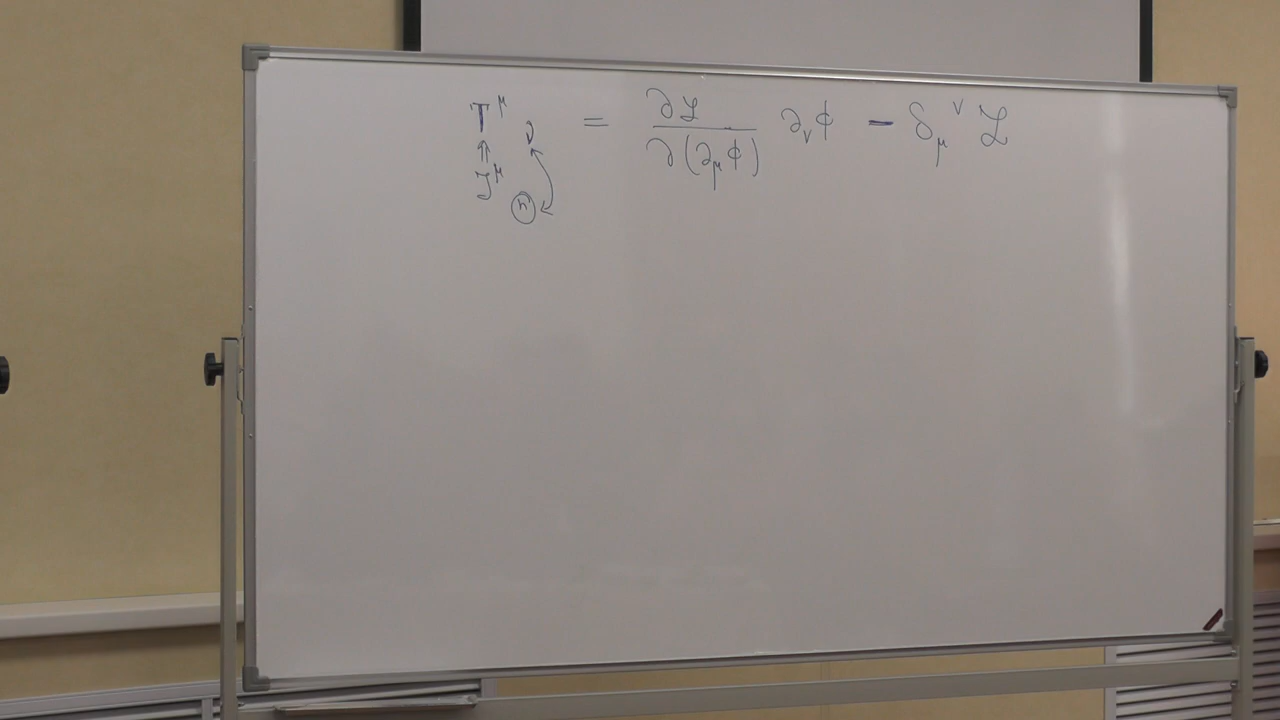 T^μ_ν = ∂ℒ / ∂(∂_μ ϕ) ∂_ν ϕ − δ_μ^ν ℒ
⇑
J^μ